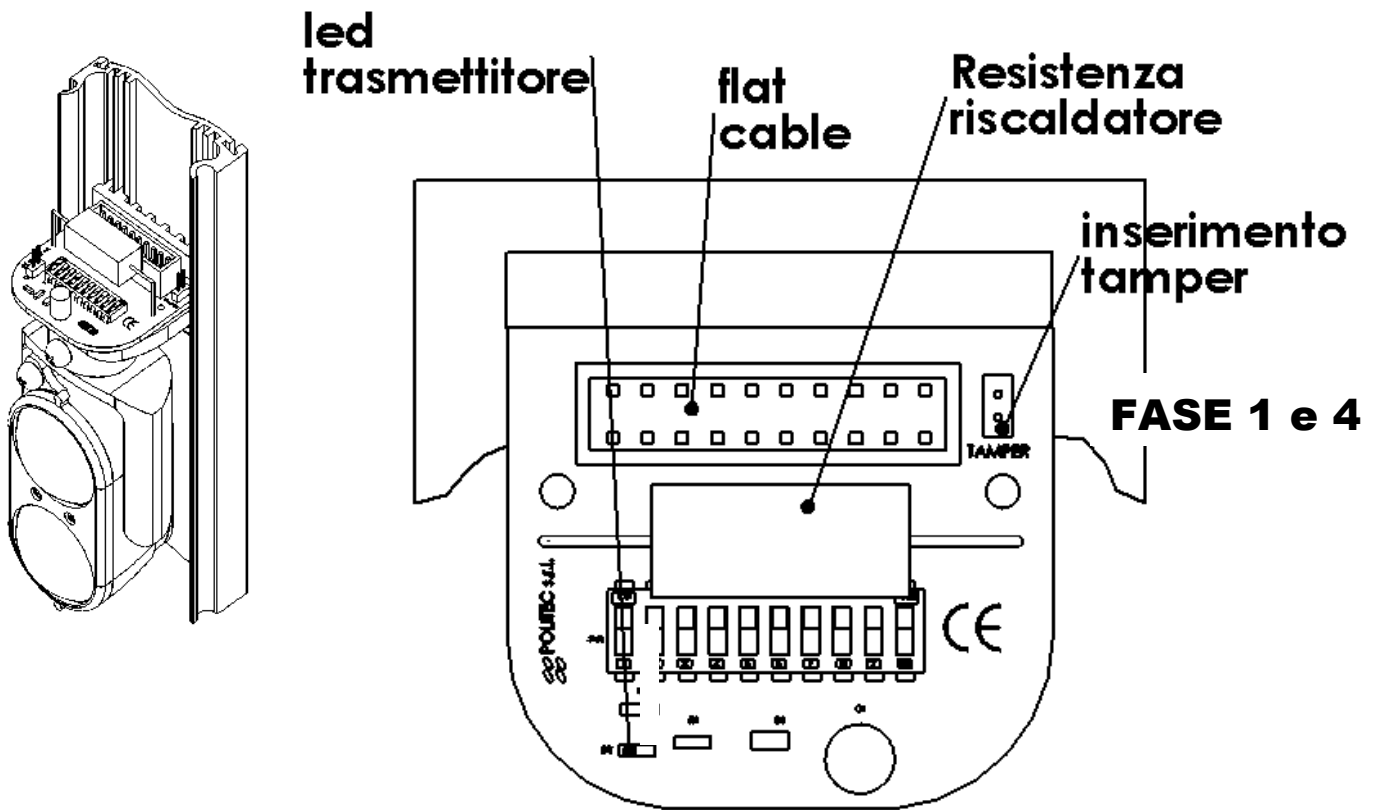 led
trasmettitore
flat
cable
Resistenza
riscaldatore
inserimento
tamper
FASE 1 e 4
TAMPER
POLITEC s.r.l.
CE